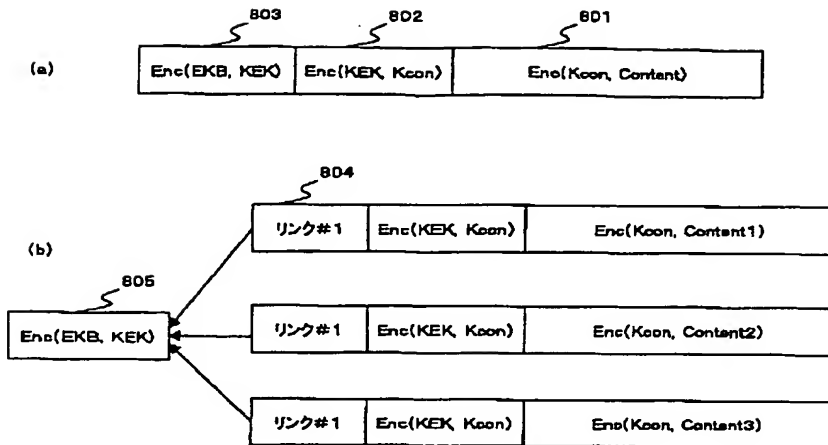 803
802
801
(a)
Enc(EKB, KEK)
Enc(KEK, Kcon)
Enc(Kcon, Content)
804
リンク#1
Enc(KEK, Kcon)
Enc(Kcon, Content1)
(b)
805
Enc(EKB, KEK)
リンク#1
Enc(KEK, Kcon)
Enc(Kcon, Content2)
リンク#1
Enc(KEK, Kcon)
Enc(Kcon, Content3)